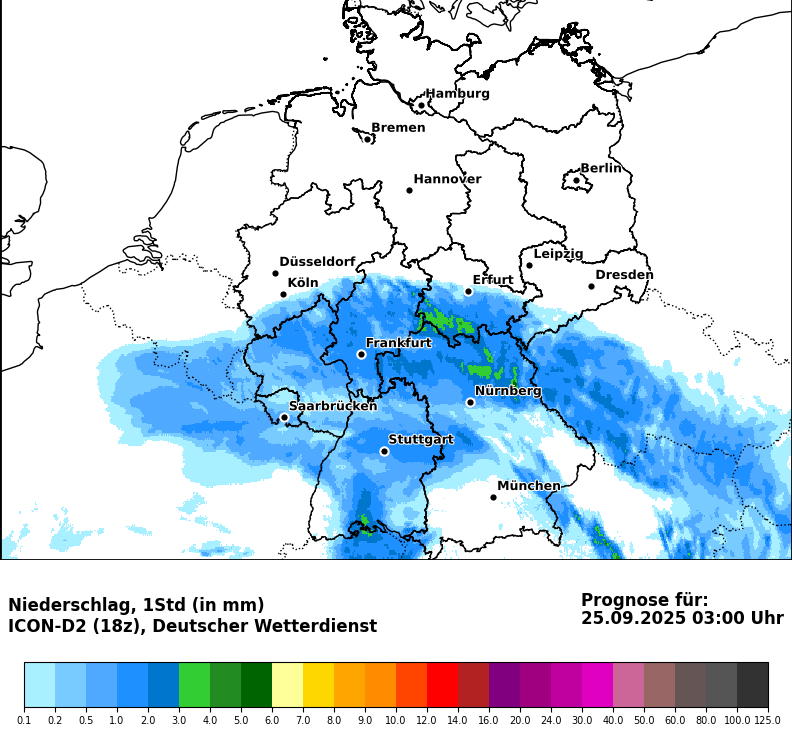 Hamburg
Bremen
Berlin
Hannover
Leipzig
Düsseldorf
Dresden
Köln
Erfurt
Frankfurt
Nürnberg
Saarbrücken
Stuttgart
München
Niederschlag, 1Std (in mm)
ICON-D2 (18z), Deutscher Wetterdienst
Prognose für:
25.09.2025 03:00 Uhr
0.1 0.2 0.5 1.0 2.0 3.0 4.0 5.0 6.0 7.0 8.0 9.0 10.0 12.0 14.0 16.0 20.0 24.0 30.0 40.0 50.0 60.0 80.0 100.0 125.0